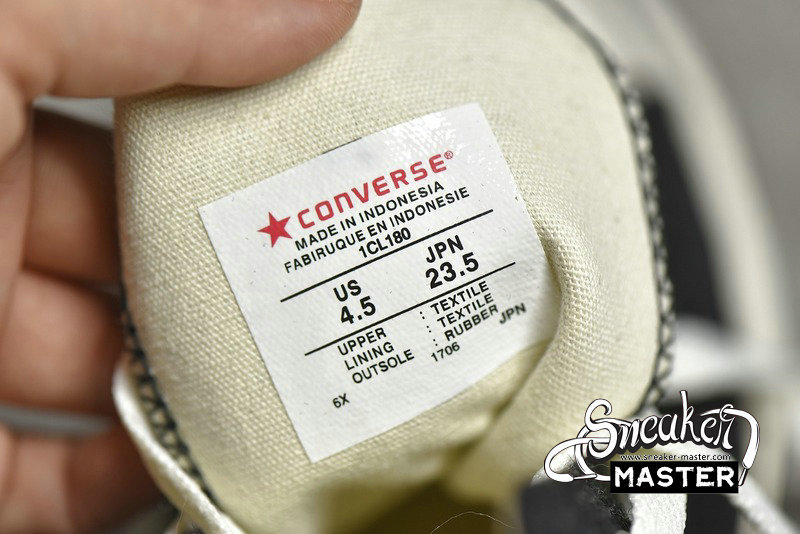 ★CONVERSE®
MADE IN INDONESIA
FABIRUQUE EN INDONESIE
1CL180
US JPN
4.5 23.5
UPPER : TEXTILE
LINING : TEXTILE
OUTSOLE : RUBBER
6X 1706 JPN
Sneaker
www.sneaker-master.com
MASTER